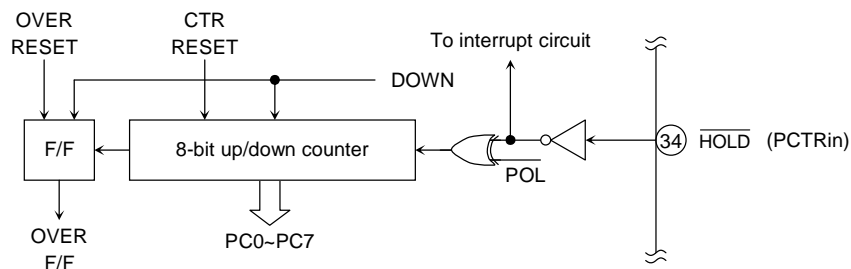 OVER
RESET
CTR
RESET
To interrupt circuit
DOWN
F/F
8-bit up/down counter
POL
34
HOLD (PCTRin)
OVER
F/F
PC0~PC7